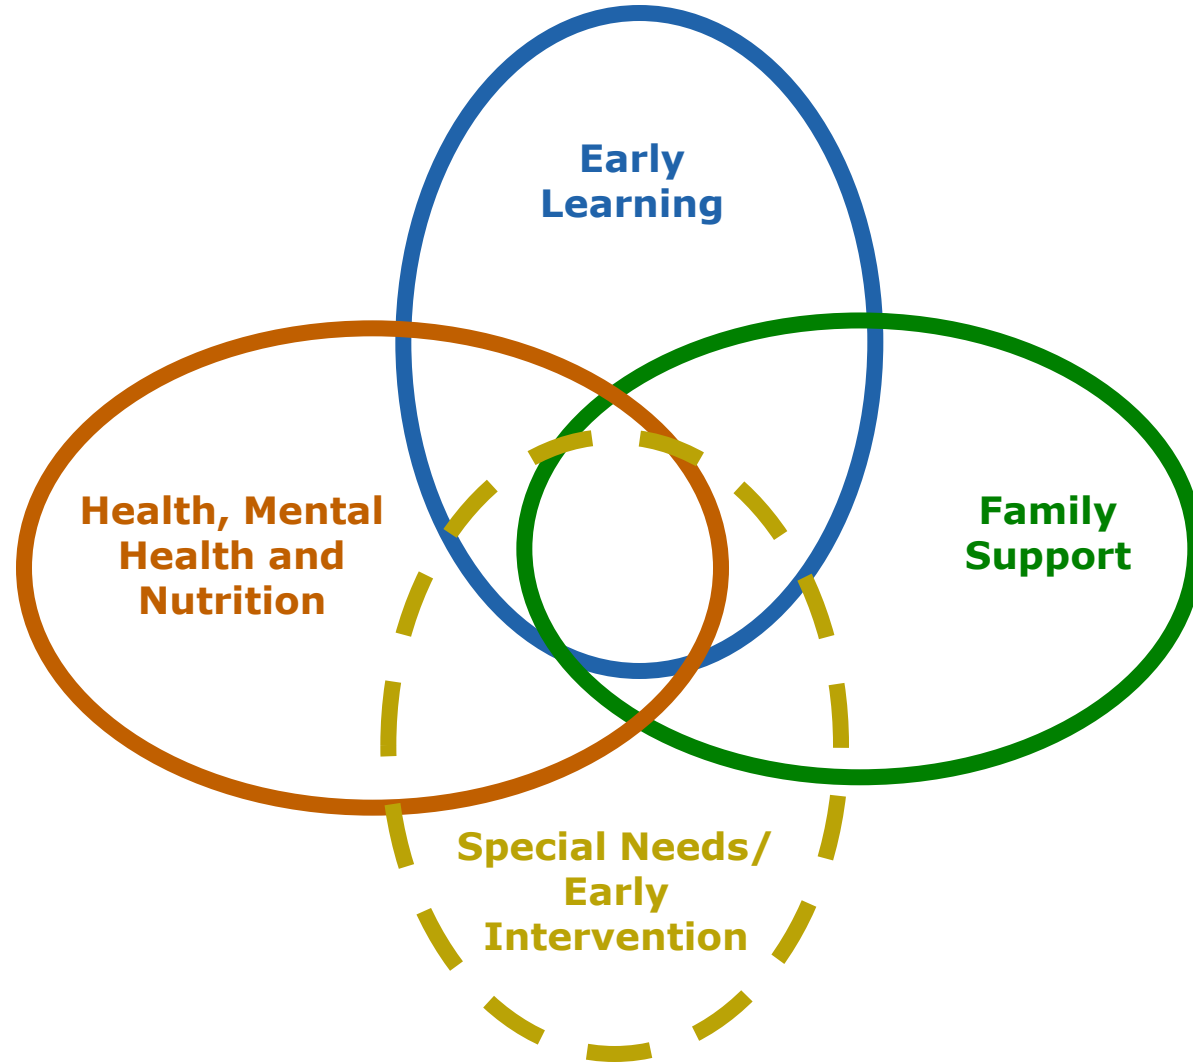 Early
Learning
Health, Mental
Health and
Nutrition
Family
Support
Special Needs/
Early
Intervention